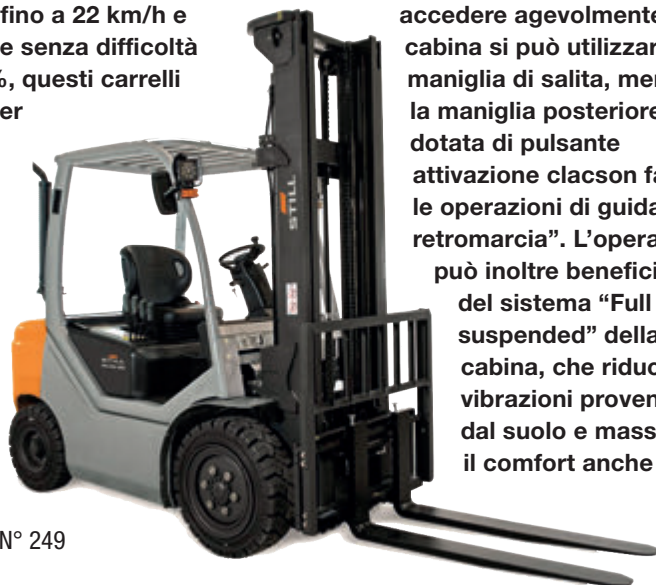 fino a 22 km/h e
e senza difficoltà
%, questi carrelli
er
accedere agevolmente
cabina si può utilizzar
maniglia di salita, mer
la maniglia posteriore
dotata di pulsante
attivazione clacson fa
le operazioni di guida
retromarcia”. L’opera
può inoltre benefici
del sistema “Full
suspended” della
cabina, che riduc
vibrazioni proven
dal suolo e mass
il comfort anche
STILL
N° 249